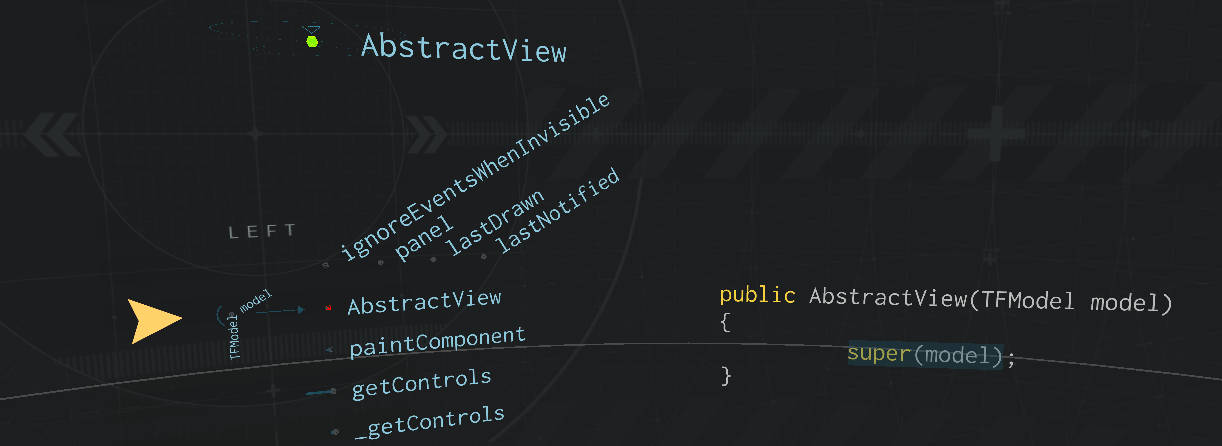 AbstractView
ignoreEventsWhenInvisible
panel
lastDrawn
lastNotified
LEFT
model
TFModel
AbstractView
paintComponent
getControls
_getControls
public AbstractView(TFModel model)
{
super(model);
}